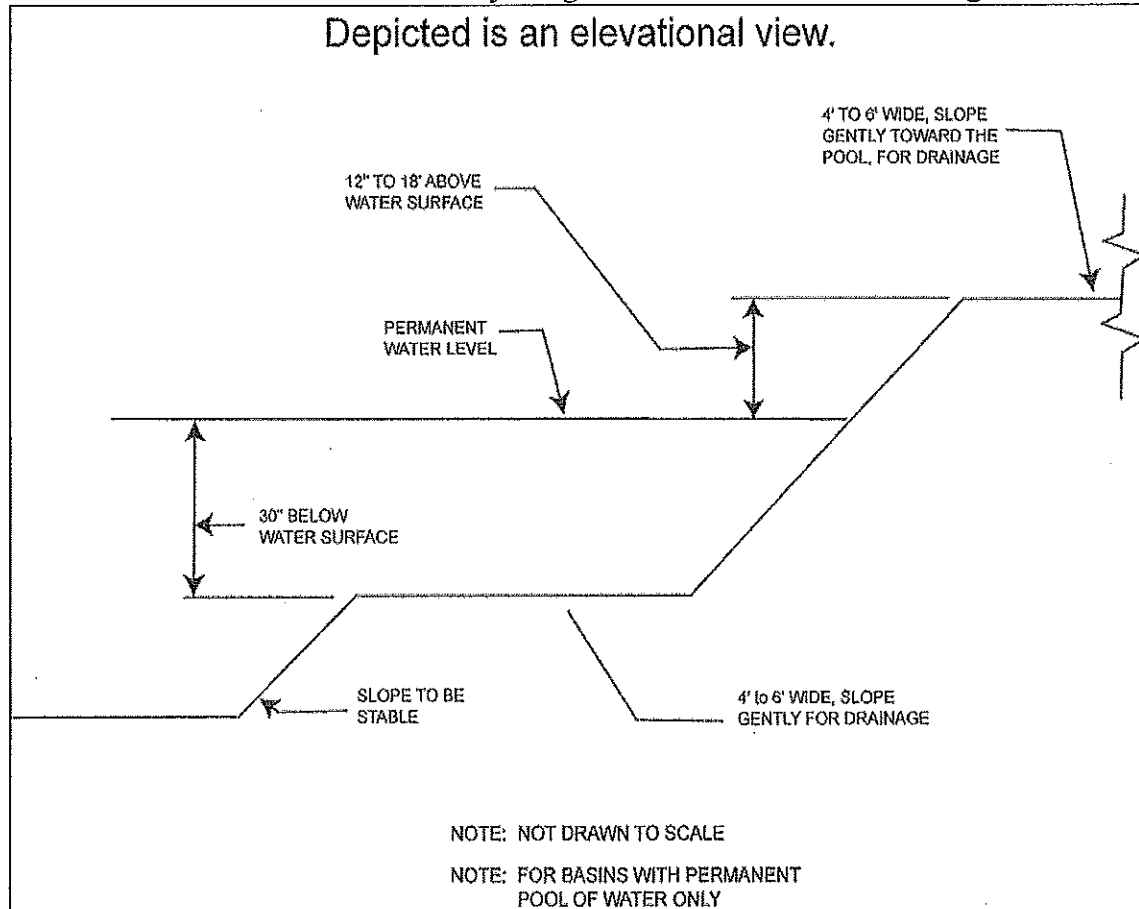 Depicted is an elevational view.
4' TO 6' WIDE, SLOPE
GENTLY TOWARD THE
POOL, FOR DRAINAGE
12" TO 18' ABOVE
WATER SURFACE
PERMANENT
WATER LEVEL
30" BELOW
WATER SURFACE
SLOPE TO BE
STABLE
4' to 6' WIDE, SLOPE
GENTLY FOR DRAINAGE
NOTE: NOT DRAWN TO SCALE
NOTE: FOR BASINS WITH PERMANENT
POOL OF WATER ONLY